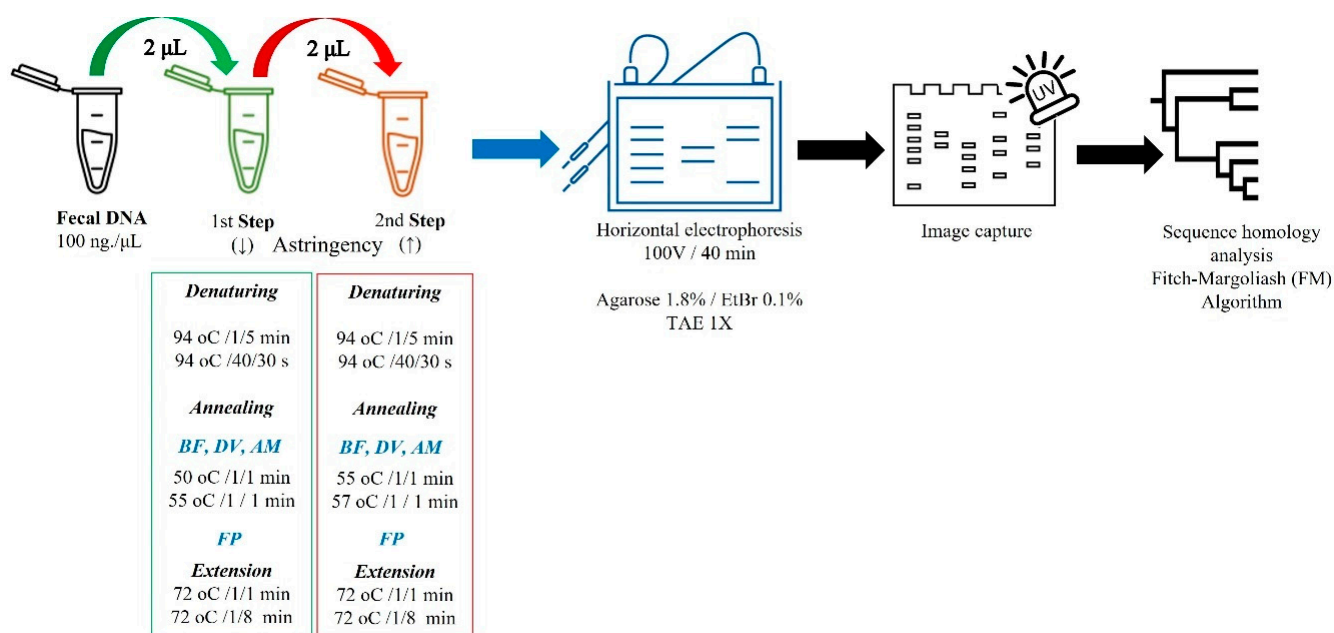 2 µL
2 µL
UV
Fecal DNA
100 ng./µL
1st Step
2nd Step
(↓) Astringency (↑)
Denaturing
94 oC /1/5 min
94 oC /40/30 s
Annealing
BF, DV, AM
50 oC /1/1 min
55 oC /1 / 1 min
FP
Extension
72 oC /1/1 min
72 oC /1/8 min
Denaturing
94 oC /1/5 min
94 oC /40/30 s
Annealing
BF, DV, AM
55 oC /1/1 min
57 oC /1 / 1 min
FP
Extension
72 oC /1/1 min
72 oC /1/8 min
Horizontal electrophoresis
100V / 40 min
Agarose 1.8% / EtBr 0.1%
TAE 1X
Image capture
Sequence homology
analysis
Fitch-Margoliash (FM)
Algorithm